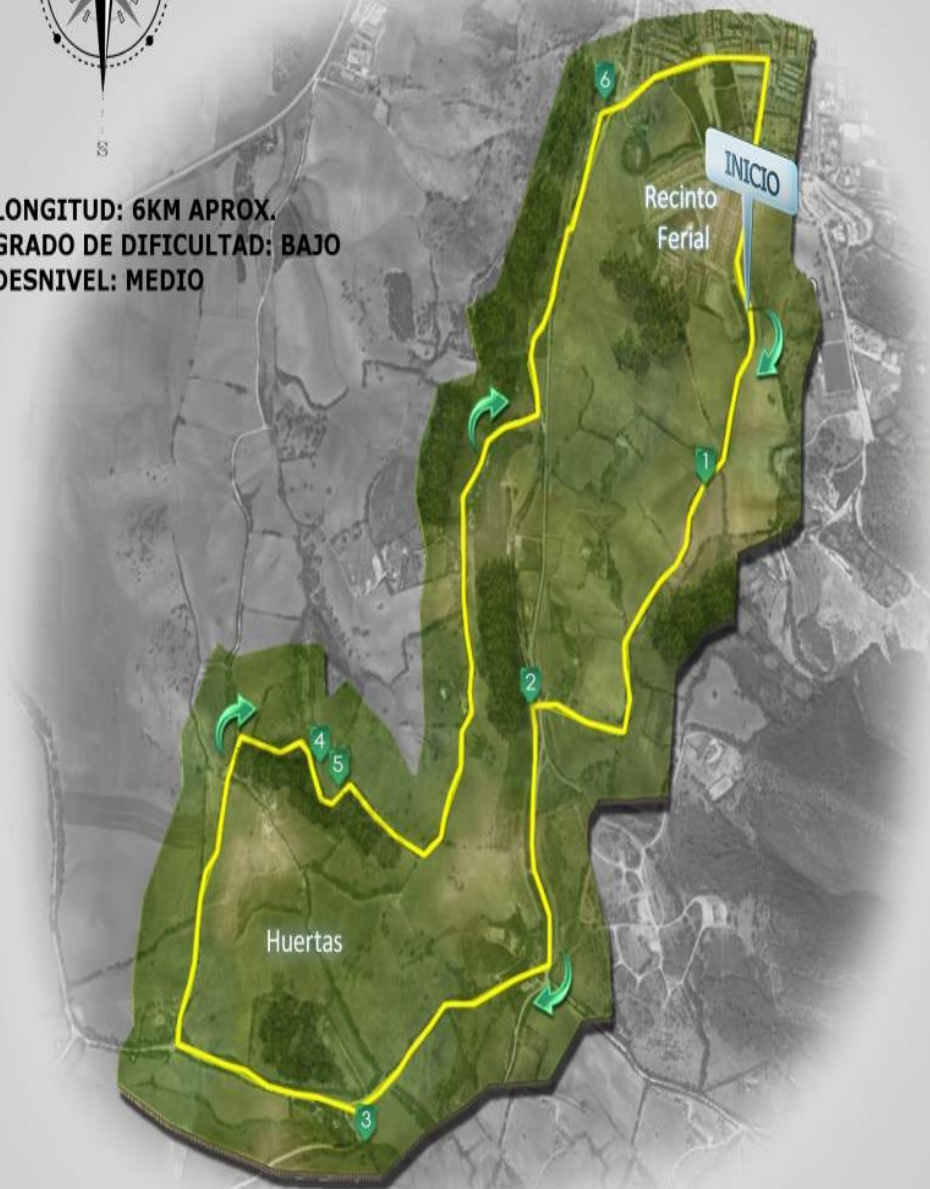 S
LONGITUD: 6KM APROX.
GRADO DE DIFICULTAD: BAJO
DESNIVEL: MEDIO
6
INICIO
Recinto
Ferial
1
2
4
5
Huertas
3